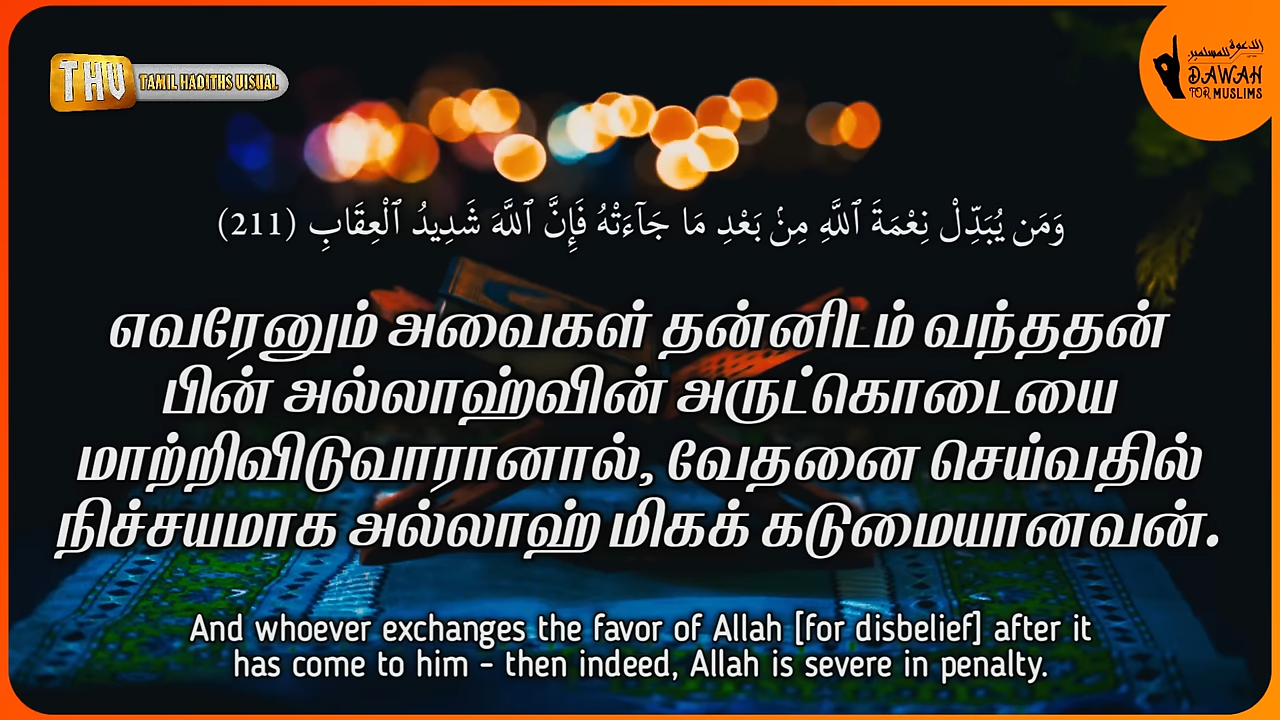 THV TAMIL HADITHS VISUAL
الدعوة للمسلمين
DAWAH
FOR MUSLIMS
وَمَن يُبَدِّلْ نِعْمَةَ ٱللَّهِ مِنۢ بَعْدِ مَا جَآءَتْهُ فَإِنَّ ٱللَّهَ شَدِيدُ ٱلْعِقَابِ (211)
எவரேனும் அவைகள் தன்னிடம் வந்ததன்
பின் அல்லாஹ்வின் அருட்கொடையை
மாற்றிவிடுவாரானால், வேதனை செய்வதில்
நிச்சயமாக அல்லாஹ் மிகக் கடுமையானவன்.
And whoever exchanges the favor of Allah [for disbelief] after it
has come to him - then indeed, Allah is severe in penalty.